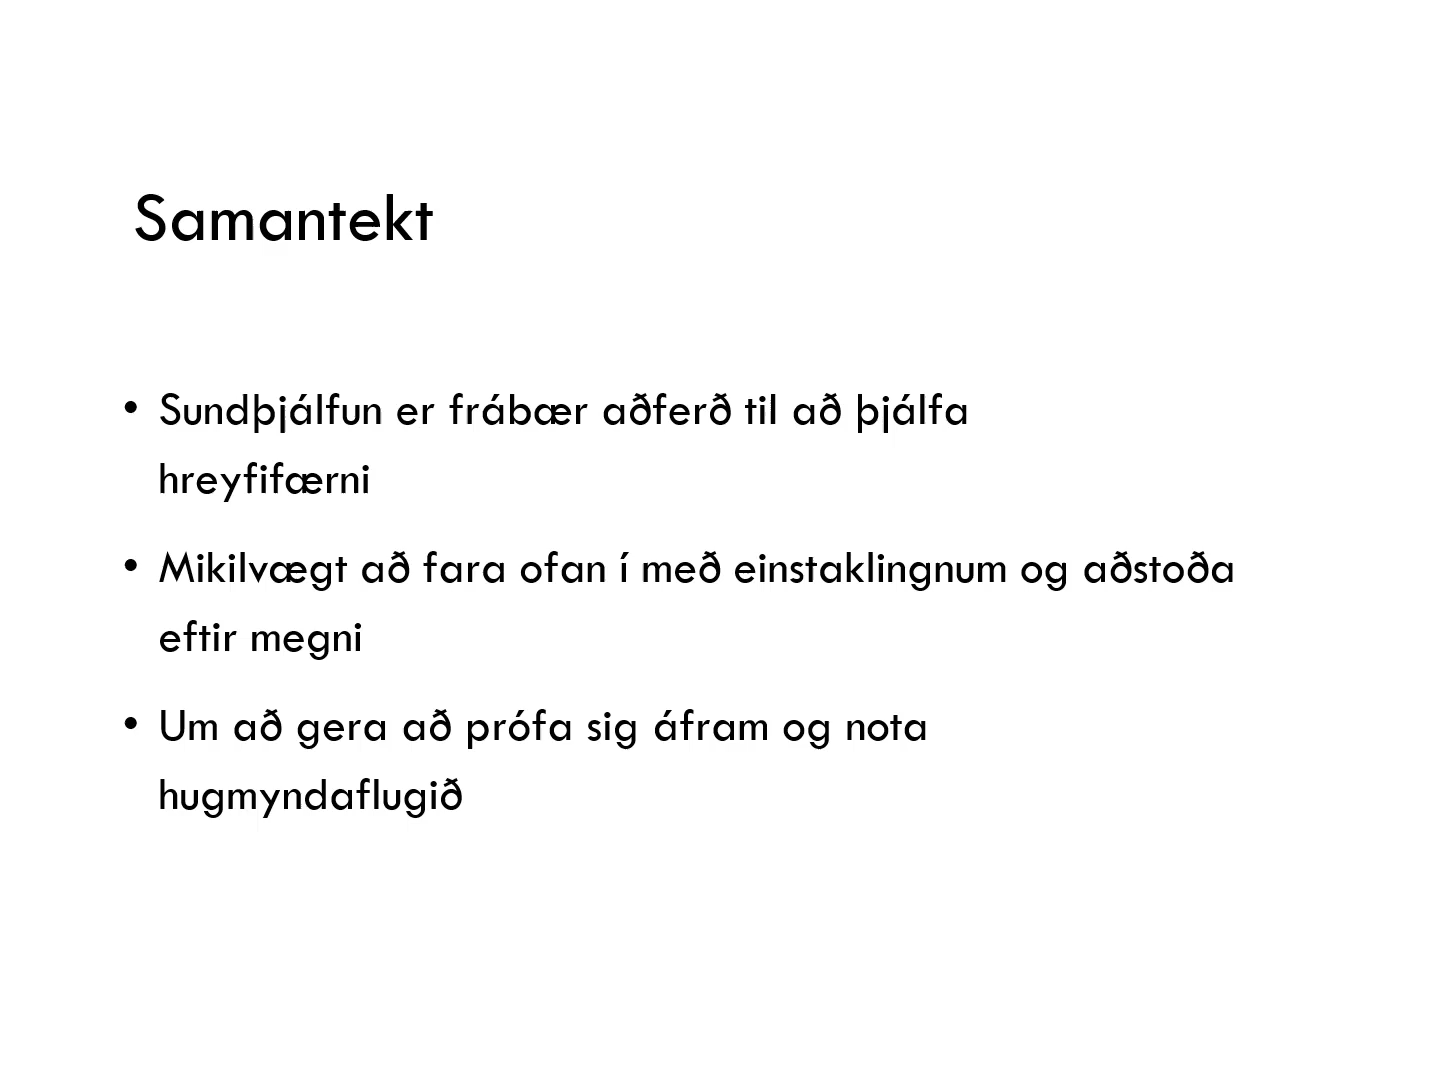 Samantekt
• Sundþjálfun er frábær aðferð til að þjálfa
hreyfifærni
• Mikilvægt að fara ofan í með einstaklingnum og aðstoða
eftir megni
• Um að gera að prófa sig áfram og nota
hugmyndaflugið